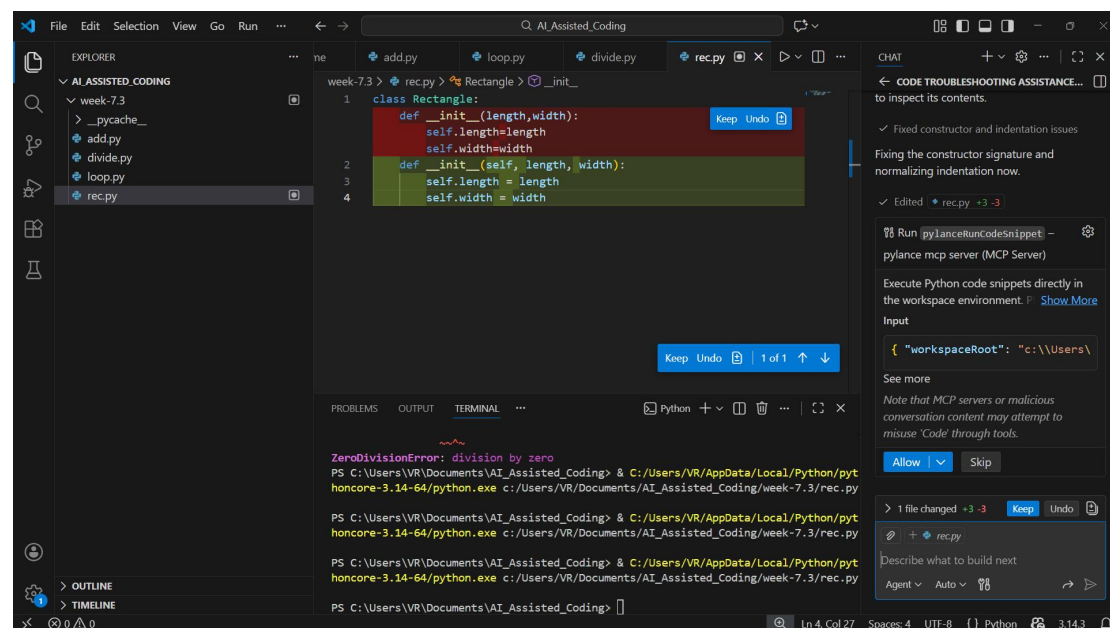 File Edit Selection View Go Run ···
AI_Assisted_Coding
EXPLORER
AI_ASSISTED_CODING
week-7.3
__pycache__
add.py
divide.py
loop.py
rec.py
OUTLINE
TIMELINE
me add.py loop.py divide.py rec.py
week-7.3 > rec.py > Rectangle > __init__
1 class Rectangle:
def __init__(length,width):
self.length=length
self.width=width
2 def __init__(self, length, width):
3 self.length = length
4 self.width = width
Keep Undo
Keep Undo 1 of 1
PROBLEMS OUTPUT TERMINAL ··· Python
~~^~~
ZeroDivisionError: division by zero
PS C:\Users\VR\Documents\AI_Assisted_Coding> & C:/Users/VR/AppData/Local/Python/pyt
honcore-3.14-64/python.exe c:/Users/VR/Documents/AI_Assisted_Coding/week-7.3/rec.py
PS C:\Users\VR\Documents\AI_Assisted_Coding> & C:/Users/VR/AppData/Local/Python/pyt
honcore-3.14-64/python.exe c:/Users/VR/Documents/AI_Assisted_Coding/week-7.3/rec.py
PS C:\Users\VR\Documents\AI_Assisted_Coding> & C:/Users/VR/AppData/Local/Python/pyt
honcore-3.14-64/python.exe c:/Users/VR/Documents/AI_Assisted_Coding/week-7.3/rec.py
PS C:\Users\VR\Documents\AI_Assisted_Coding>
CHAT
CODE TROUBLESHOOTING ASSISTANCE...
to inspect its contents.
Fixed constructor and indentation issues
Fixing the constructor signature and
normalizing indentation now.
Edited rec.py +3 -3
Run pylanceRunCodeSnippet –
pylance mcp server (MCP Server)
Execute Python code snippets directly in
the workspace environment. Show More
Input
{ "workspaceRoot": "c:\\Users\
See more
Note that MCP servers or malicious
conversation content may attempt to
misuse 'Code' through tools.
Allow Skip
1 file changed +3 -3 Keep Undo
rec.py
Describe what to build next
Agent Auto
1
0 0 Ln 4, Col 27 Spaces: 4 UTF-8 {} Python 3.14.3